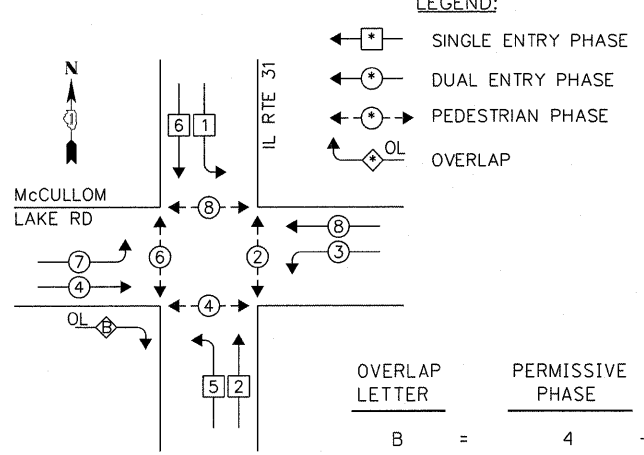 LEGEND:
* SINGLE ENTRY PHASE
* DUAL ENTRY PHASE
* PEDESTRIAN PHASE
* OL OVERLAP
N
IL RTE 31
6 1
McCULLOM
LAKE RD
8
8
3
7
4
6
2
4
OL B
5 2
OVERLAP
LETTER
PERMISSIVE
PHASE
B = 4